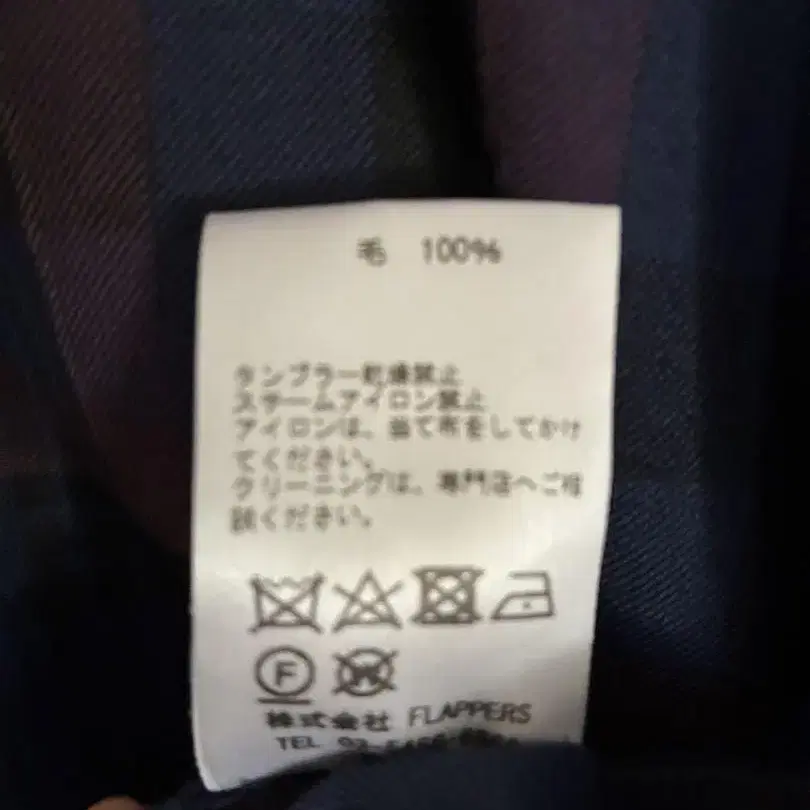 毛 100%
タンブラー乾燥禁止
スチームアイロン禁止
アイロンは、当て布をしてかけ
てください。
クリーニングは、専門店へご相
談ください。
F
W
株式会社 FLAPPERS
TEL 03-